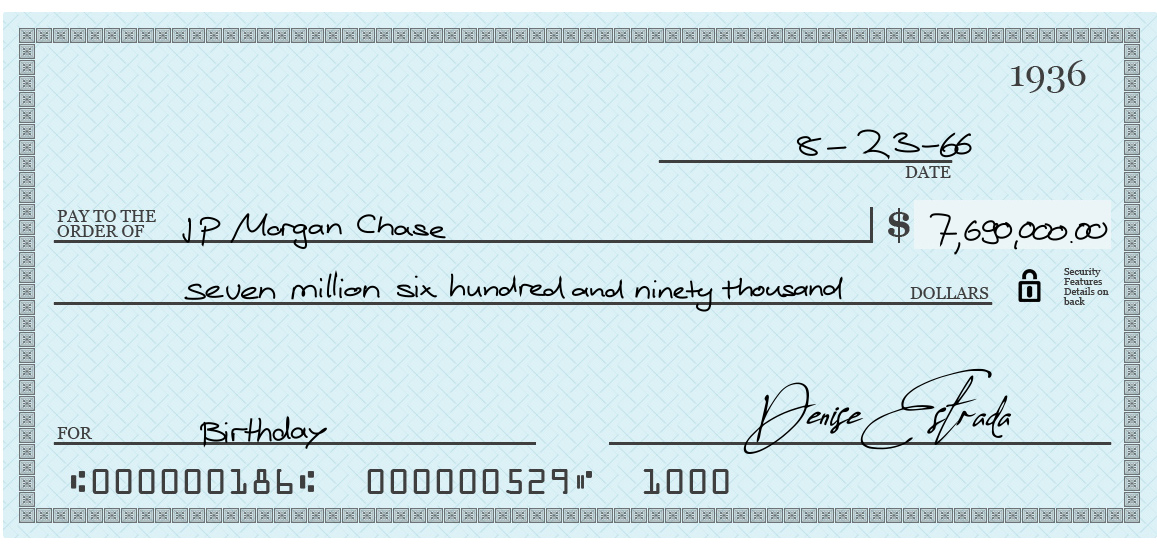 1936
8-23-66
DATE
PAY TO THE
ORDER OF JP Morgan Chase $ 7,690,000.00
seven million six hundred and ninety thousand DOLLARS
Security
Features
Details on
back
FOR Birthday Denise Estrada
⑆000000186⑆ 000000529⑈ 1000